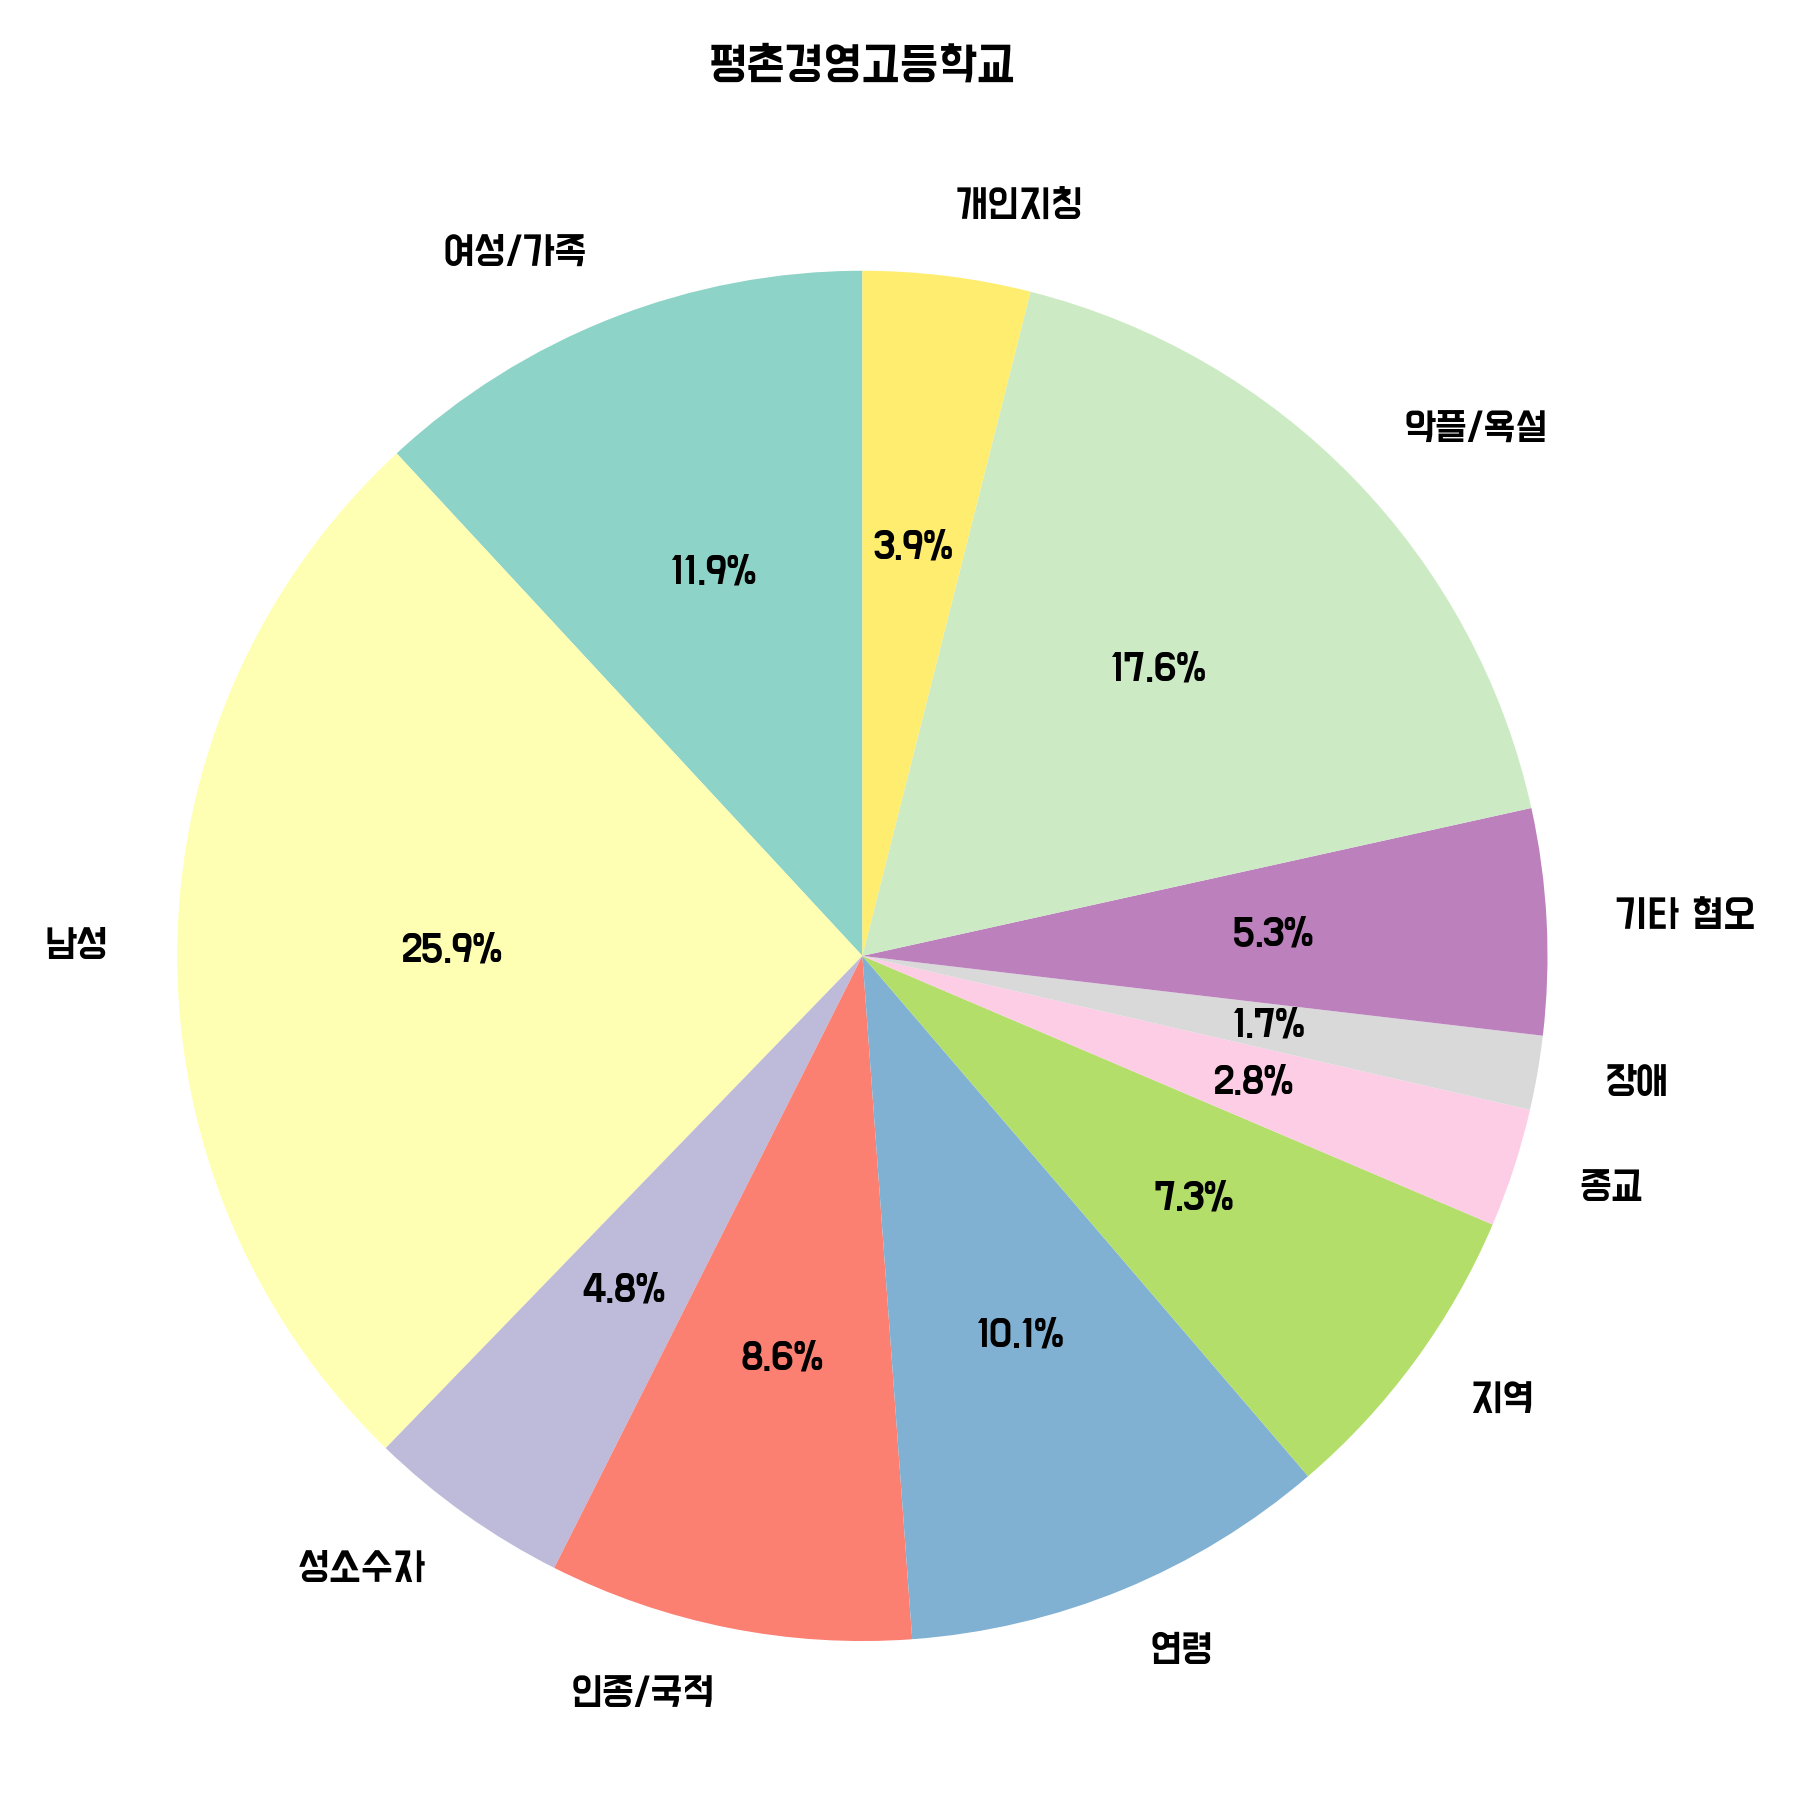 평촌경영고등학교
개인지칭
여성/가족
악플/욕설
3.9%
11.9%
17.6%
기타 혐오
5.3%
남성
25.9%
1.7%
장애
2.8%
종교
7.3%
4.8%
10.1%
8.6%
지역
성소수자
연령
인종/국적